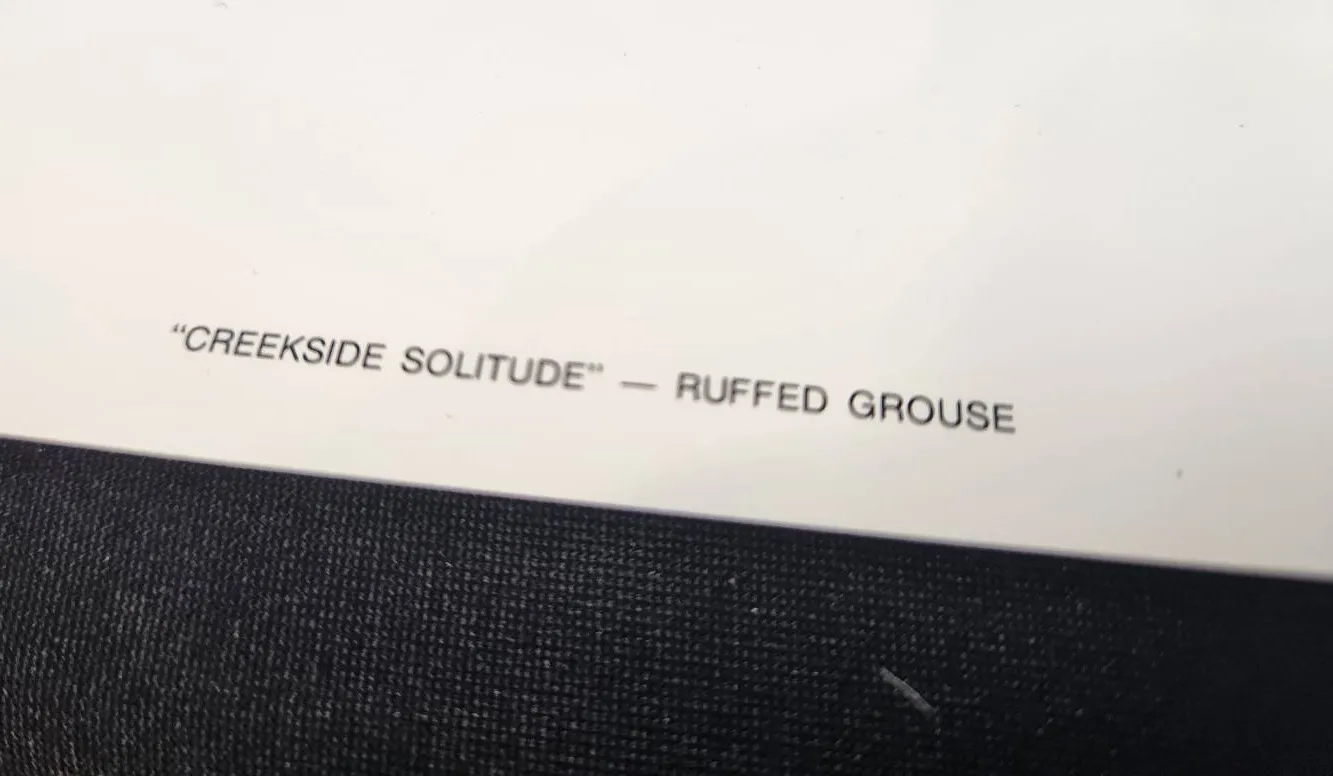 “CREEKSIDE SOLITUDE” — RUFFED GROUSE